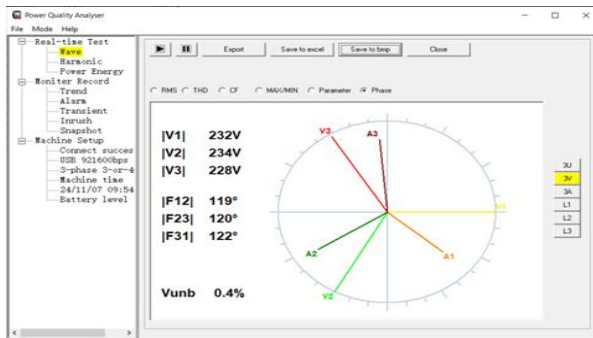 Power Quality Analyser
File Mode Help
Real-time Test
Wave
Harmonic
Power Energy
Moniter Record
Trend
Alarm
Transient
Inrush
Snapshot
Machine Setup
Connect succes
USB 921600bps
3-phase 3-or-4
Machine time
24/11/07 09:54
Battery level
Export Save to excel Save to bmp Close
RMS THD CF MAX/MIN Parameter Phase
|V1| 232V
|V2| 234V
|V3| 228V
|F12| 119°
|F23| 120°
|F31| 122°
Vunb 0.4%
V3
A3
V1
A1
A2
V2
3U
3V
3A
L1
L2
L3